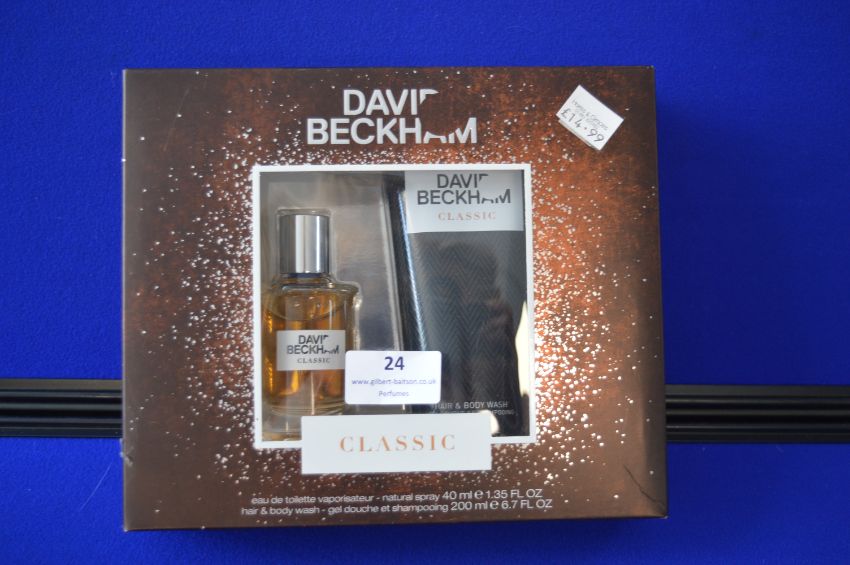 DAVID
BECKHAM
£14.99
DAVID
BECKHAM
CLASSIC
DAVID
BECKHAM
CLASSIC
24
www.gilbert-baitson.co.uk
Perfumes
HAIR & BODY WASH
CLASSIC
eau de toilette vaporisateur - natural spray 40 ml e 1.35 FL OZ
hair & body wash - gel douche et shampooing 200 ml e 6.7 FL OZ